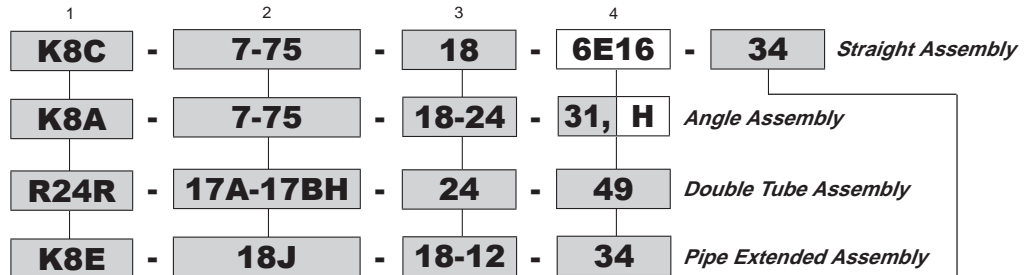 1 2 3 4
K8C - 7-75 - 18 - 6E16 - 34 Straight Assembly
K8A - 7-75 - 18-24 - 31, H Angle Assembly
R24R - 17A-17BH - 24 - 49 Double Tube Assembly
K8E - 18J - 18-12 - 34 Pipe Extended Assembly